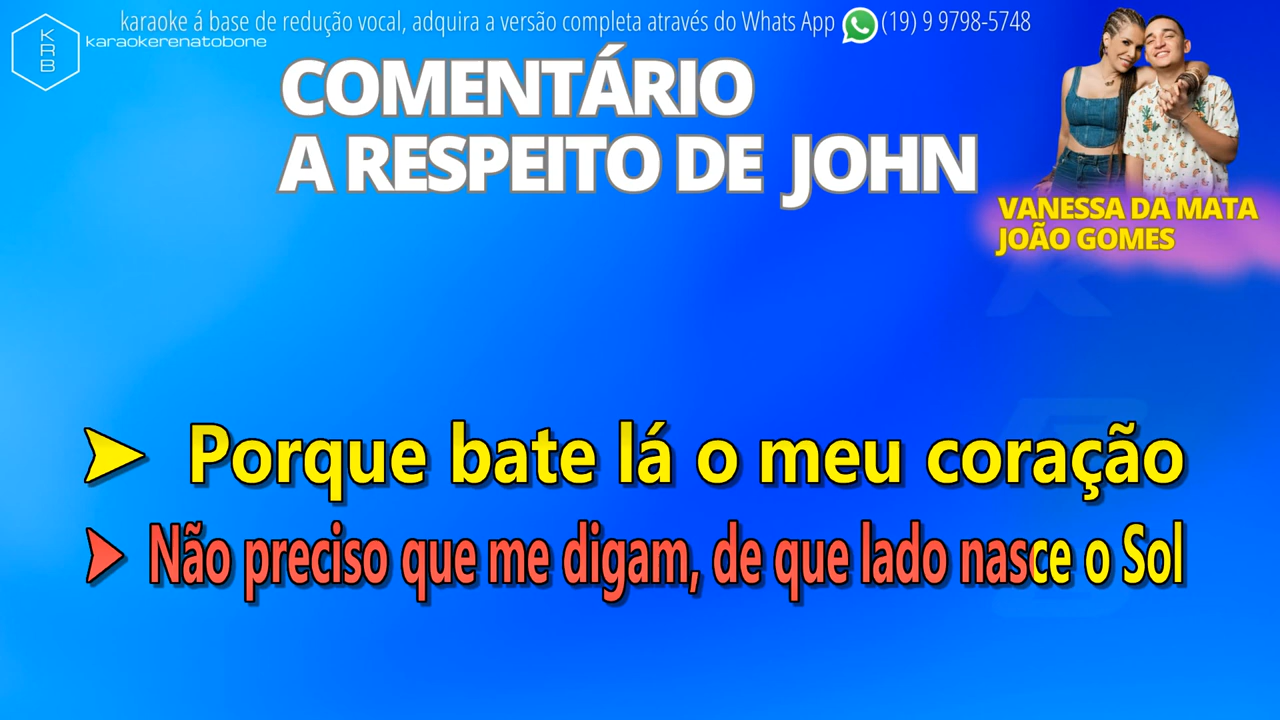 karaoke á base de redução vocal, adquira a versão completa através do Whats App (19) 9 9798-5748
K
R
B
karaokerenatobone
COMENTÁRIO
A RESPEITO DE JOHN
VANESSA DA MATA
JOÃO GOMES
➤ Porque bate lá o meu coração
➤ Não preciso que me digam, de que lado nasce o Sol